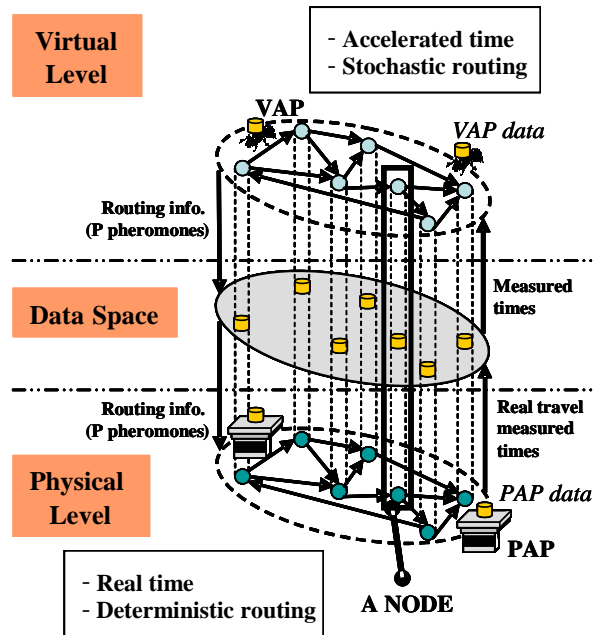 Virtual
Level
- Accelerated time
- Stochastic routing
VAP
VAP data
Routing info.
(P pheromones)
Measured
times
Data Space
Routing info.
(P pheromones)
Real travel
measured
times
Physical
Level
PAP data
PAP
- Real time
- Deterministic routing
A NODE